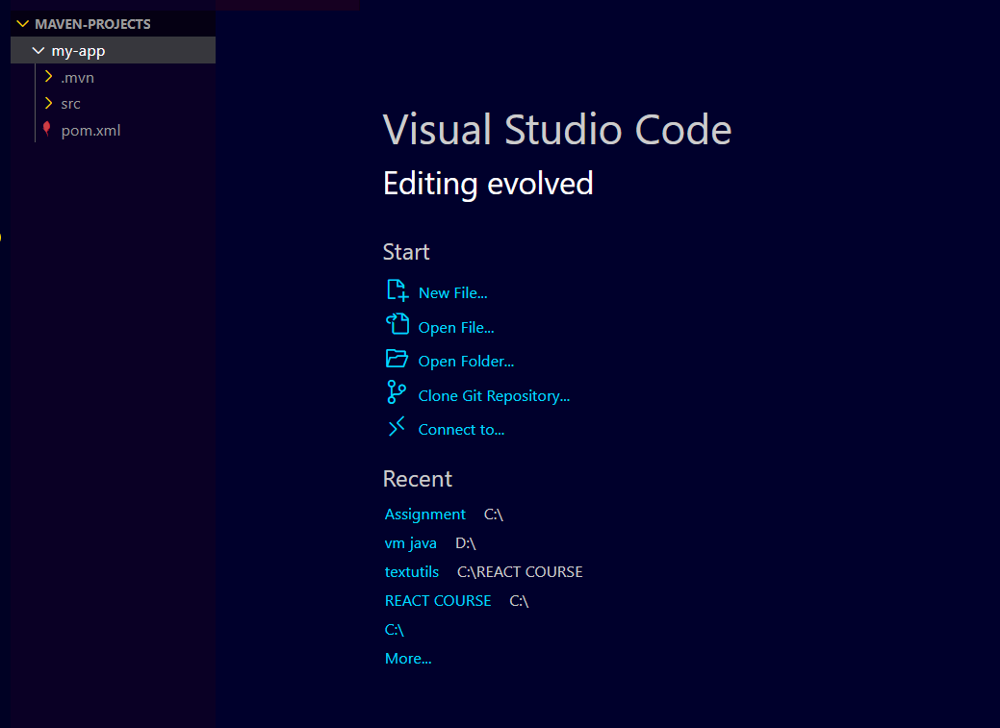 MAVEN-PROJECTS
my-app
.mvn
src
pom.xml
Visual Studio Code
Editing evolved
Start
New File...
Open File...
Open Folder...
Clone Git Repository...
Connect to...
Recent
Assignment C:\
vm java D:\
textutils C:\REACT COURSE
REACT COURSE C:\
C:\
More...